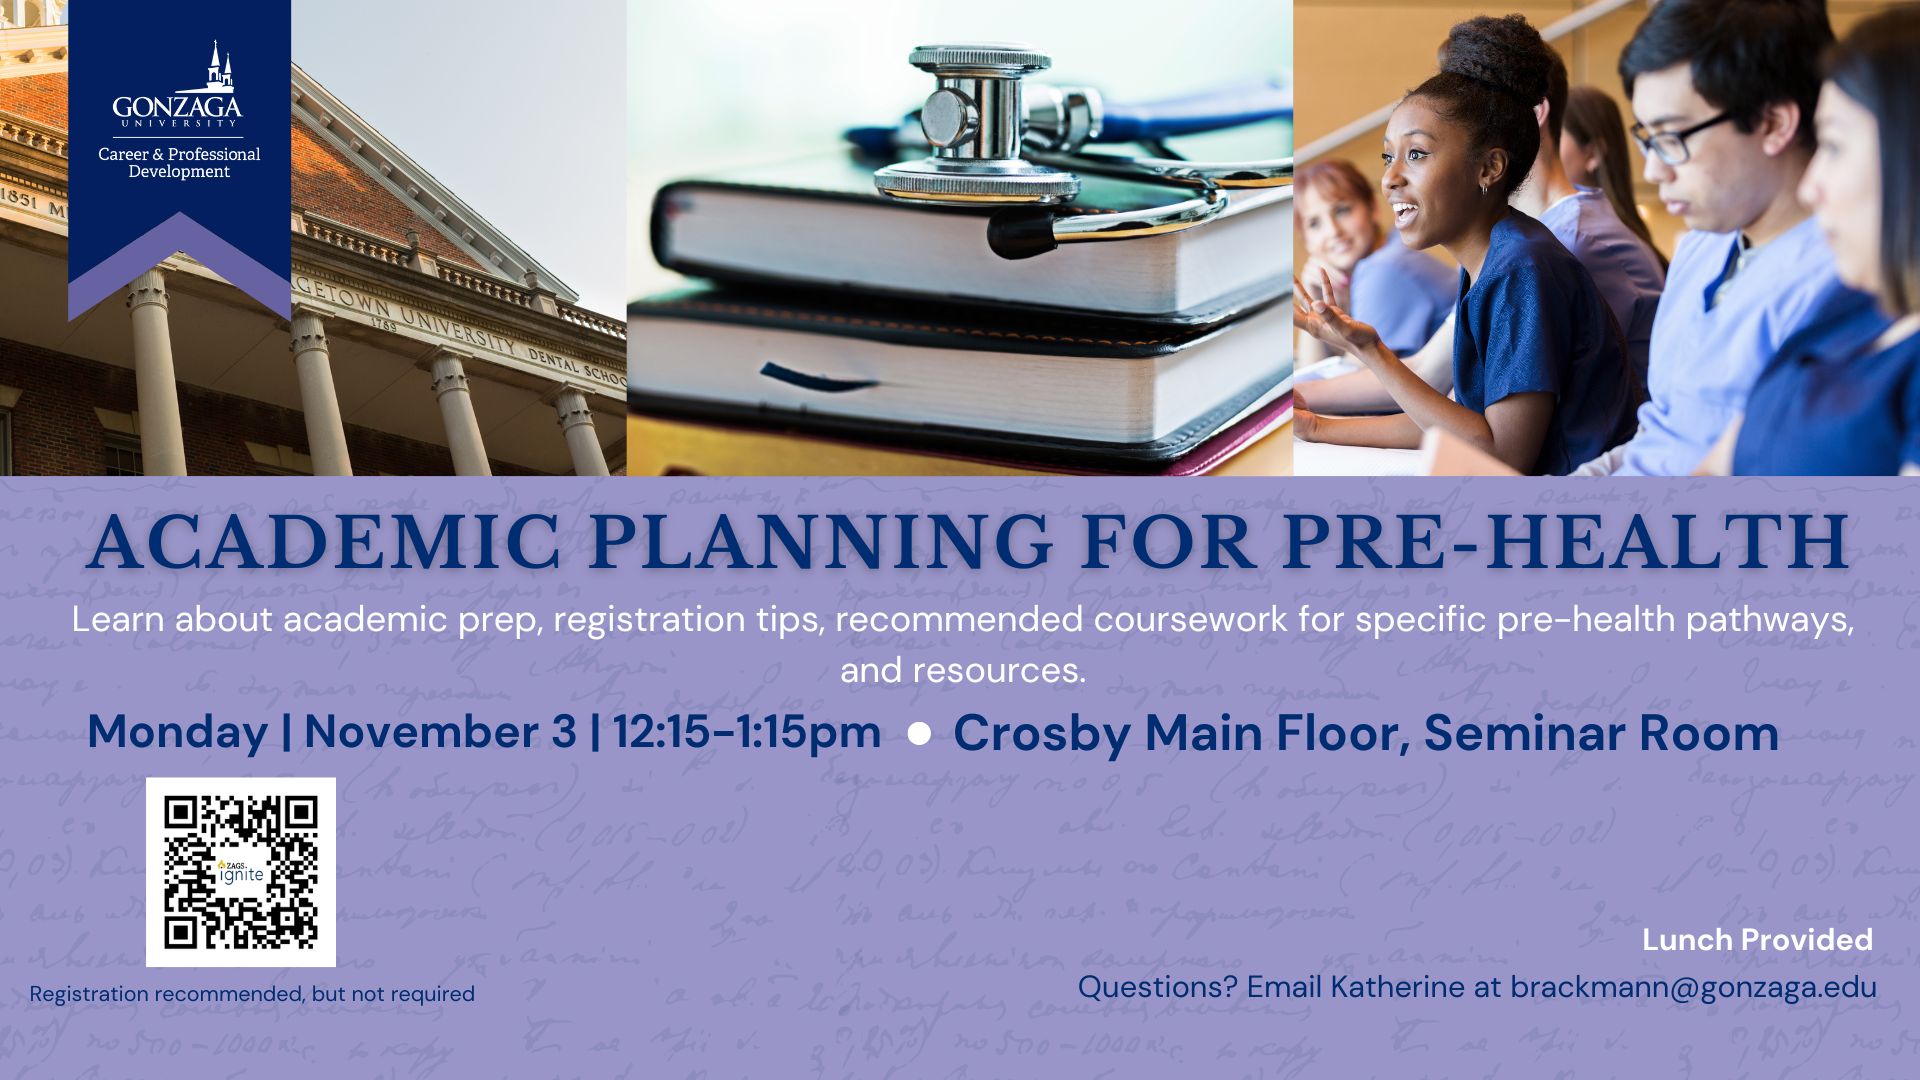 GONZAGA
UNIVERSITY
Career & Professional
Development
1851
GETOWN UNIVERSITY DENTAL SCHOO
1789
ACADEMIC PLANNING FOR PRE-HEALTH
Learn about academic prep, registration tips, recommended coursework for specific pre-health pathways,
and resources.
Monday | November 3 | 12:15-1:15pm ● Crosby Main Floor, Seminar Room
ZAGS
ignite
Registration recommended, but not required
Lunch Provided
Questions? Email Katherine at brackmann@gonzaga.edu